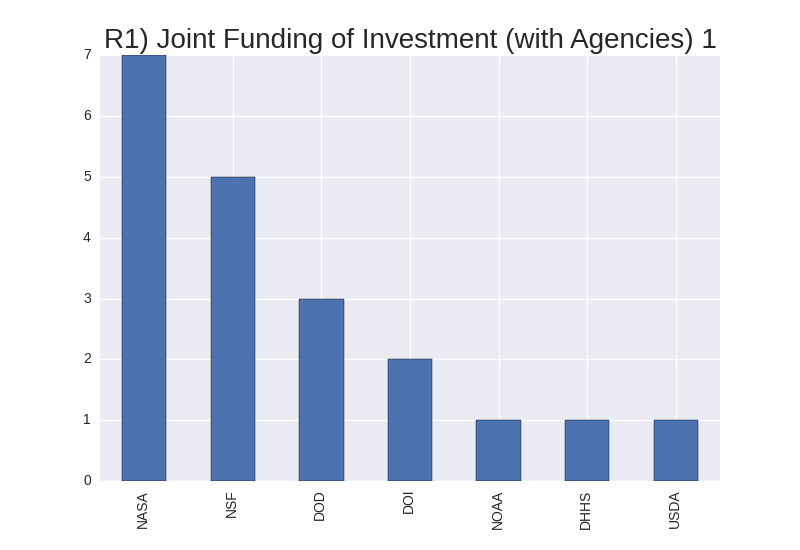 R1) Joint Funding of Investment (with Agencies) 1
7
6
5
4
3
2
1
0
NASA
NSF
DOD
DOI
NOAA
DHHS
USDA